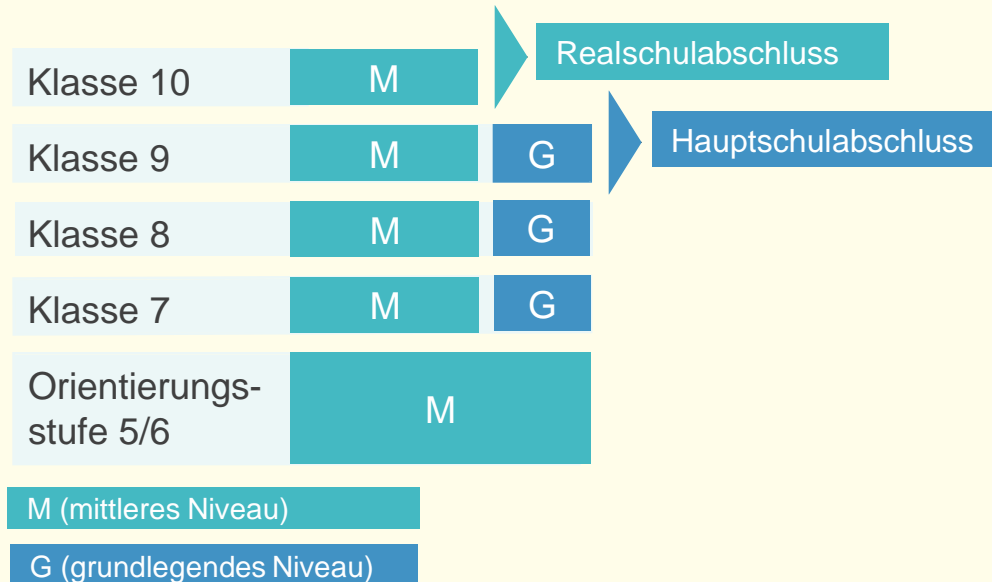 Realschulabschluss
Klasse 10 M
Hauptschulabschluss
Klasse 9 M G
Klasse 8 M G
Klasse 7 M G
Orientierungs-
stufe 5/6
M
M (mittleres Niveau)
G (grundlegendes Niveau)